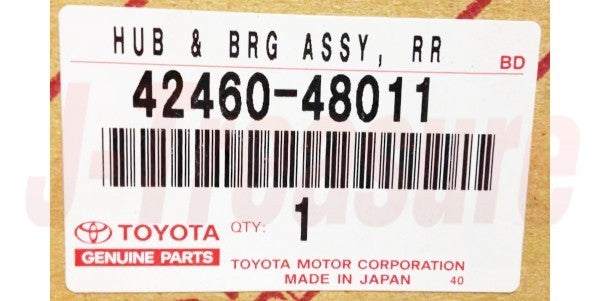 HUB & BRG ASSY, RR
BD
42460-48011
TOYOTA
QTY: 1
GENUINE PARTS
TOYOTA MOTOR CORPORATION
MADE IN JAPAN 40
J-Treasure